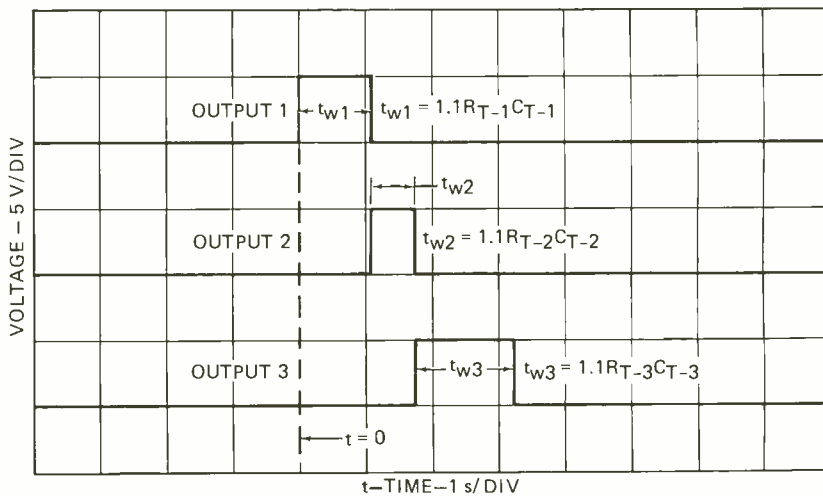 VOLTAGE – 5 V/DIV
OUTPUT 1
tw1
tw1 = 1.1RT-1CT-1
tw2
OUTPUT 2
tw2 = 1.1RT-2CT-2
OUTPUT 3
tw3
tw3 = 1.1RT-3CT-3
t = 0
t–TIME–1 s/DIV